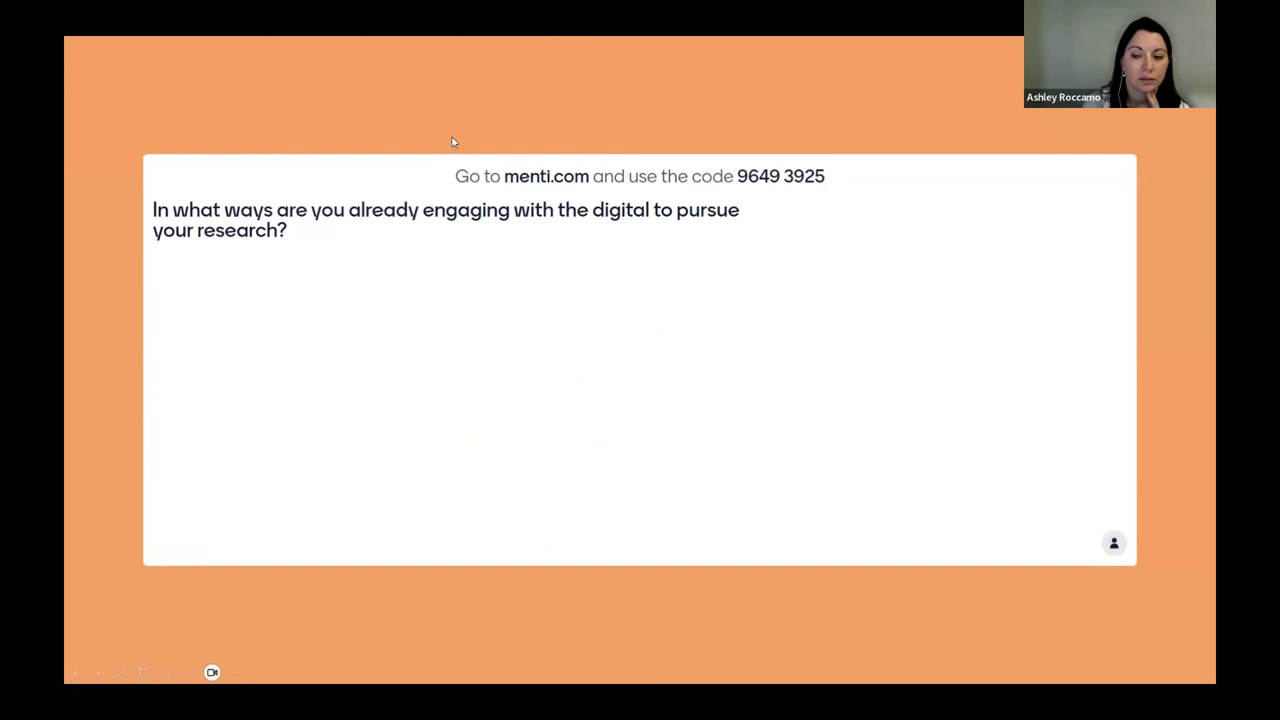 Ashley Roccamo
Go to menti.com and use the code 9649 3925
In what ways are you already engaging with the digital to pursue
your research?